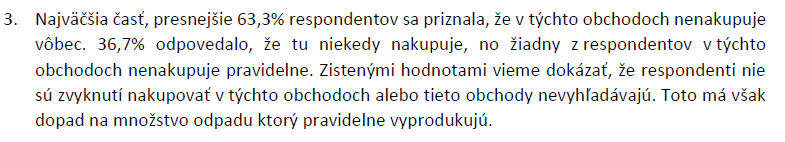 3. Najväčšia časť, presnejšie 63,3% respondentov sa priznala, že v týchto obchodoch nenakupuje
vôbec. 36,7% odpovedalo, že tu niekedy nakupuje, no žiadny z respondentov v týchto
obchodoch nenakupuje pravidelne. Zistenými hodnotami vieme dokázať, že respondenti nie
sú zvyknutí nakupovať v týchto obchodoch alebo tieto obchody nevyhľadávajú. Toto má však
dopad na množstvo odpadu ktorý pravidelne vyprodukujú.